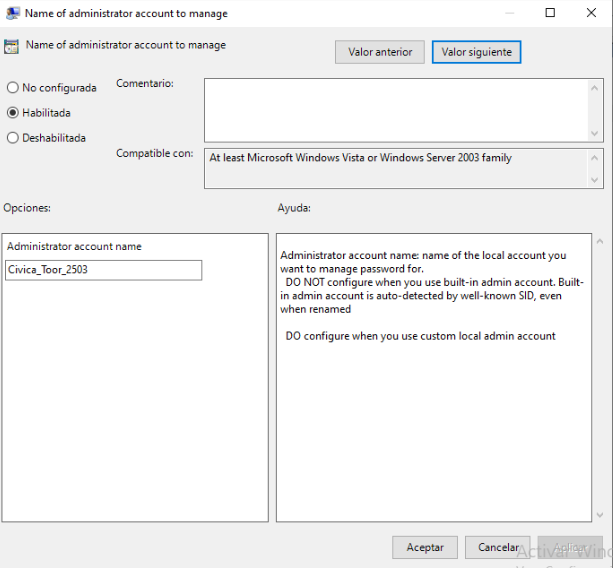 Name of administrator account to manage
Name of administrator account to manage
Valor anterior
Valor siguiente
No configurada
Habilitada
Deshabilitada
Comentario:
Compatible con:
At least Microsoft Windows Vista or Windows Server 2003 family
Opciones:
Ayuda:
Administrator account name
Civica_Toor_2503
Administrator account name: name of the local account you
want to manage password for.
DO NOT configure when you use built-in admin account. Built-
in admin account is auto-detected by well-known SID, even
when renamed
DO configure when you use custom local admin account
Aceptar
Cancelar
Aplicar
Activar Wind